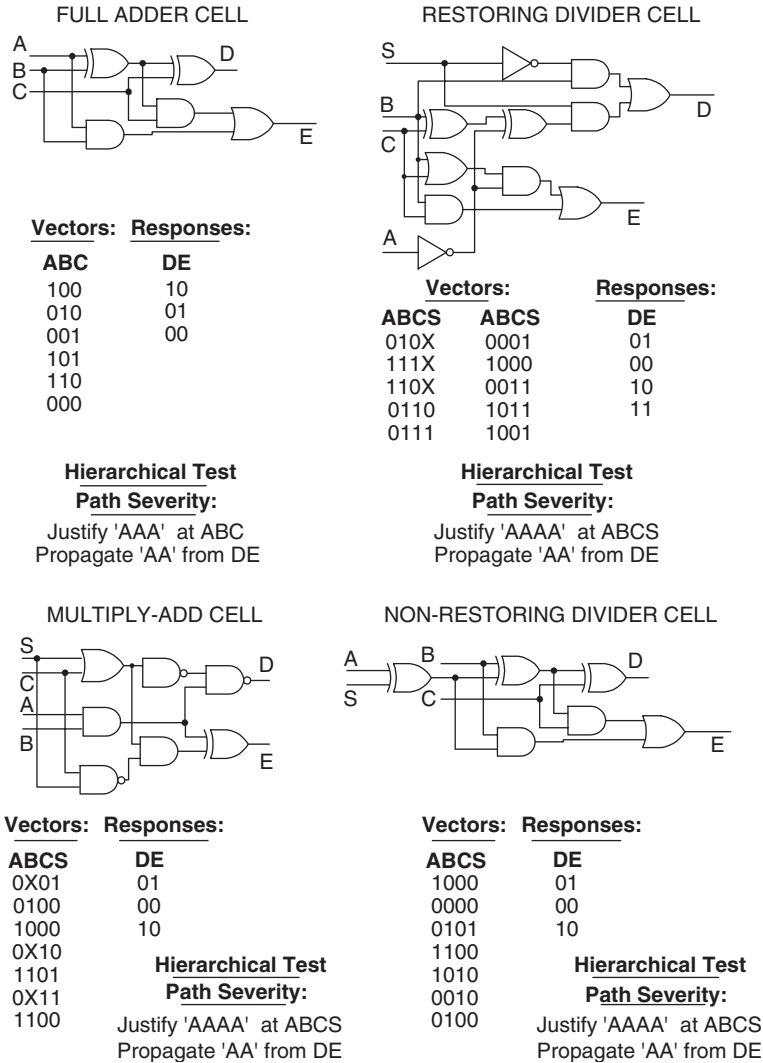 FULL ADDER CELL
A
B
C
D
E
Vectors: Responses:
ABC DE
100 10
010 01
001 00
101
110
000
Hierarchical Test
Path Severity:
Justify 'AAA' at ABC
Propagate 'AA' from DE
RESTORING DIVIDER CELL
S
B
C
A
D
E
Vectors: Responses:
ABCS ABCS DE
010X 0001 01
111X 1000 00
110X 0011 10
0110 1011 11
0111 1001
Hierarchical Test
Path Severity:
Justify 'AAAA' at ABCS
Propagate 'AA' from DE
MULTIPLY-ADD CELL
S
C
A
B
D
E
Vectors: Responses:
ABCS DE
0X01 01
0100 00
1000 10
0X10
1101
0X11
1100
Hierarchical Test
Path Severity:
Justify 'AAAA' at ABCS
Propagate 'AA' from DE
NON-RESTORING DIVIDER CELL
A
S
B
C
D
E
Vectors: Responses:
ABCS DE
1000 01
0000 00
0101 10
1100
1010
0010
0100
Hierarchical Test
Path Severity:
Justify 'AAAA' at ABCS
Propagate 'AA' from DE